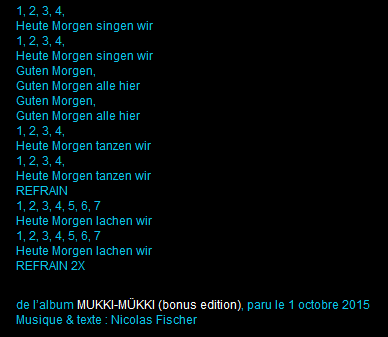 1, 2, 3, 4,
Heute Morgen singen wir
1, 2, 3, 4,
Heute Morgen singen wir
Guten Morgen,
Guten Morgen alle hier
Guten Morgen,
Guten Morgen alle hier
1, 2, 3, 4,
Heute Morgen tanzen wir
1, 2, 3, 4,
Heute Morgen tanzen wir
REFRAIN
1, 2, 3, 4, 5, 6, 7
Heute Morgen lachen wir
1, 2, 3, 4, 5, 6, 7
Heute Morgen lachen wir
REFRAIN 2X
de l'album MUKKI-MÜKKI (bonus edition), paru le 1 octobre 2015
Musique & texte : Nicolas Fischer